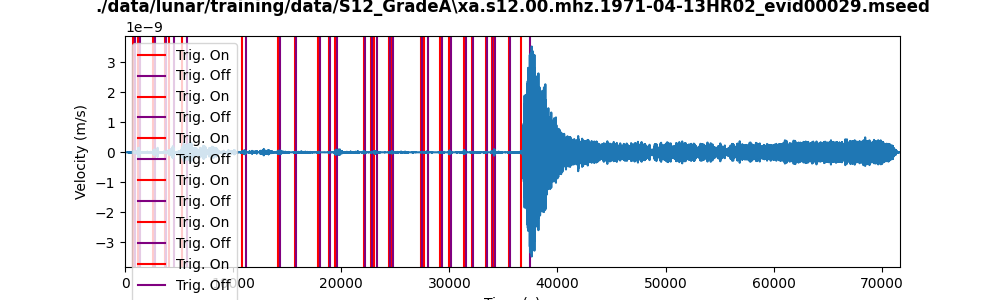 ./data/lunar/training/data/S12_GradeA\xa.s12.00.mhz.1971-04-13HR02_evid00029.mseed
1e−9
3
2
1
0
−1
−2
−3
Velocity (m/s)
Trig. On
Trig. Off
Trig. On
Trig. Off
Trig. On
Trig. Off
Trig. On
Trig. Off
Trig. On
Trig. Off
Trig. On
Trig. Off
0 10000 20000 30000 40000 50000 60000 70000